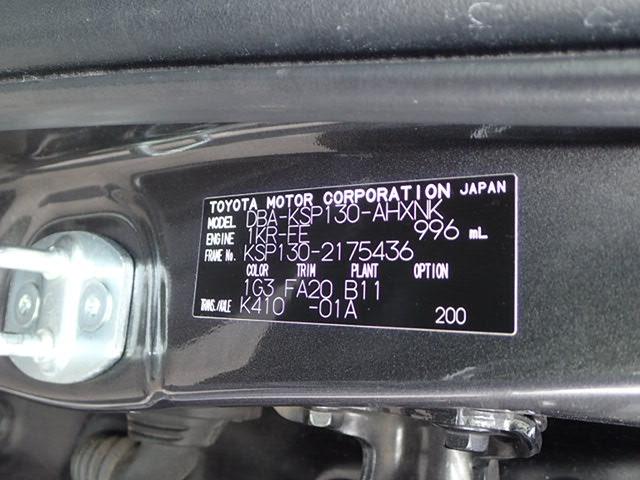 TOYOTA MOTOR CORPORATION JAPAN
MODEL DBA-KSP130-AHXNK
ENGINE 1KR-FE 996 mL
FRAME No. KSP130-2175436
COLOR TRIM PLANT OPTION
1G3 FA20 B11
TRANS./AXLE K410 -01A
200